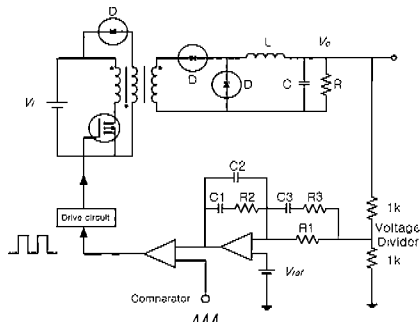 D
L
Vo
D
Vi
D
C
R
C2
C1
R2
C3
R3
1k
Drive circuit
R1
Voltage
Divider
1k
Vref
Comparator